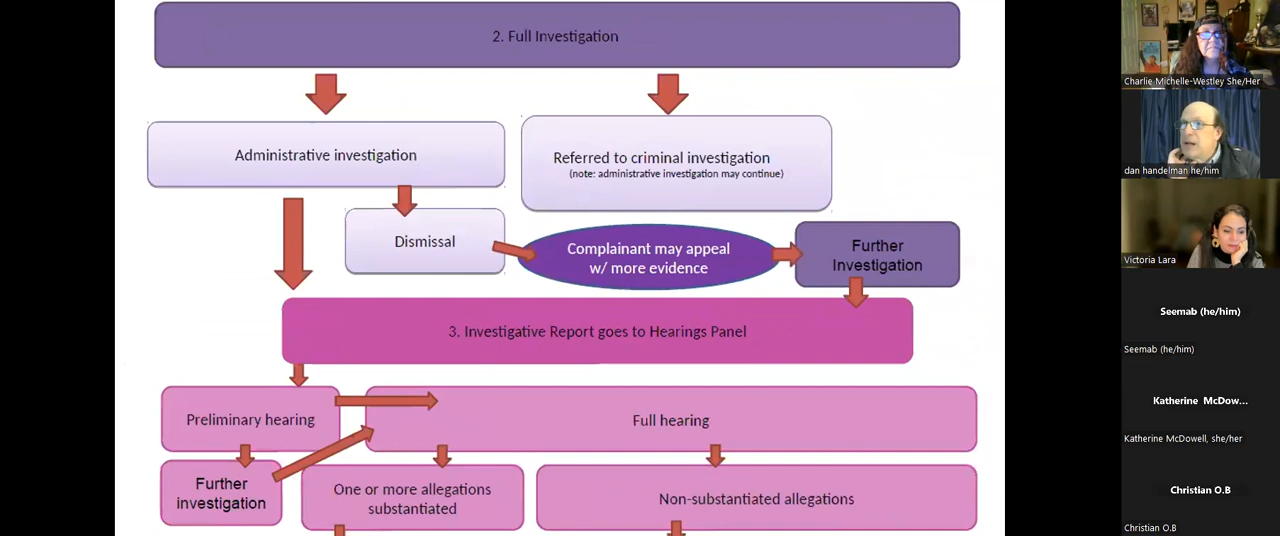 2. Full Investigation
Administrative investigation
Referred to criminal investigation
(note: administrative investigation may continue)
Dismissal
Complainant may appeal
w/ more evidence
Further
Investigation
3. Investigative Report goes to Hearings Panel
Preliminary hearing
Full hearing
Further
investigation
One or more allegations
substantiated
Non-substantiated allegations
Charlie Michelle-Westley She/Her
dan handelman he/him
Victoria Lara
Seemab (he/him)
Seemab (he/him)
Katherine McDow...
Katherine McDowell, she/her
Christian O.B
Christian O.B